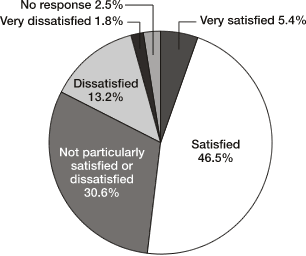 No response 2.5%
Very dissatisfied 1.8%
Very satisfied 5.4%
Dissatisfied
13.2%
Satisfied
46.5%
Not particularly
satisfied or
dissatisfied
30.6%